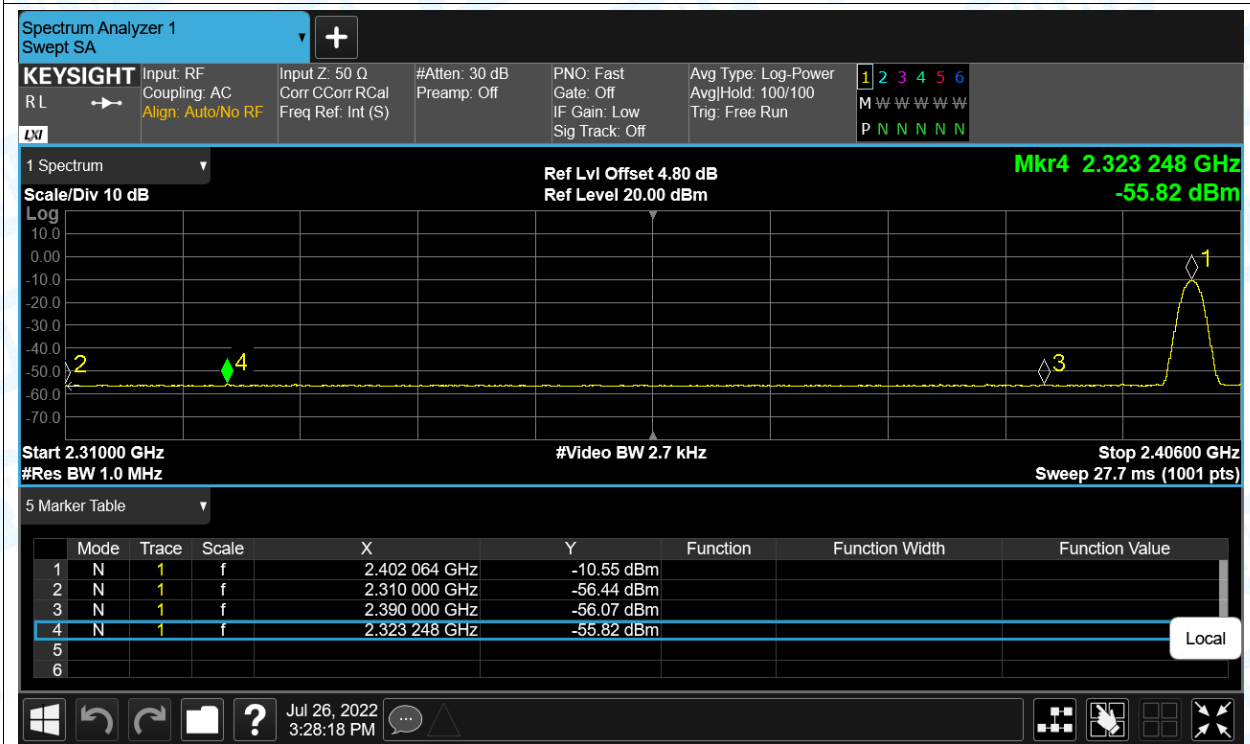 Spectrum Analyzer 1
Swept SA
KEYSIGHT
RL
LXI
Input: RF
Coupling: AC
Align: Auto/No RF
Input Z: 50 Ω
Corr CCorr RCal
Freq Ref: Int (S)
#Atten: 30 dB
Preamp: Off
PNO: Fast
Gate: Off
IF Gain: Low
Sig Track: Off
Avg Type: Log-Power
Avg|Hold: 100/100
Trig: Free Run
1 2 3 4 5 6
M W W W W W
P N N N N N
1 Spectrum
Scale/Div 10 dB
Ref Lvl Offset 4.80 dB
Ref Level 20.00 dBm
Mkr4 2.323 248 GHz
-55.82 dBm
Log
10.0
0.00
-10.0
-20.0
-30.0
-40.0
-50.0
-60.0
-70.0
1
2
4
3
Start 2.31000 GHz
#Video BW 2.7 kHz
Stop 2.40600 GHz
#Res BW 1.0 MHz
Sweep 27.7 ms (1001 pts)
5 Marker Table
Mode Trace Scale X Y Function Function Width Function Value
1 N 1 f 2.402 064 GHz -10.55 dBm
2 N 1 f 2.310 000 GHz -56.44 dBm
3 N 1 f 2.390 000 GHz -56.07 dBm
4 N 1 f 2.323 248 GHz -55.82 dBm
5
6
Local
?
Jul 26, 2022
3:28:18 PM